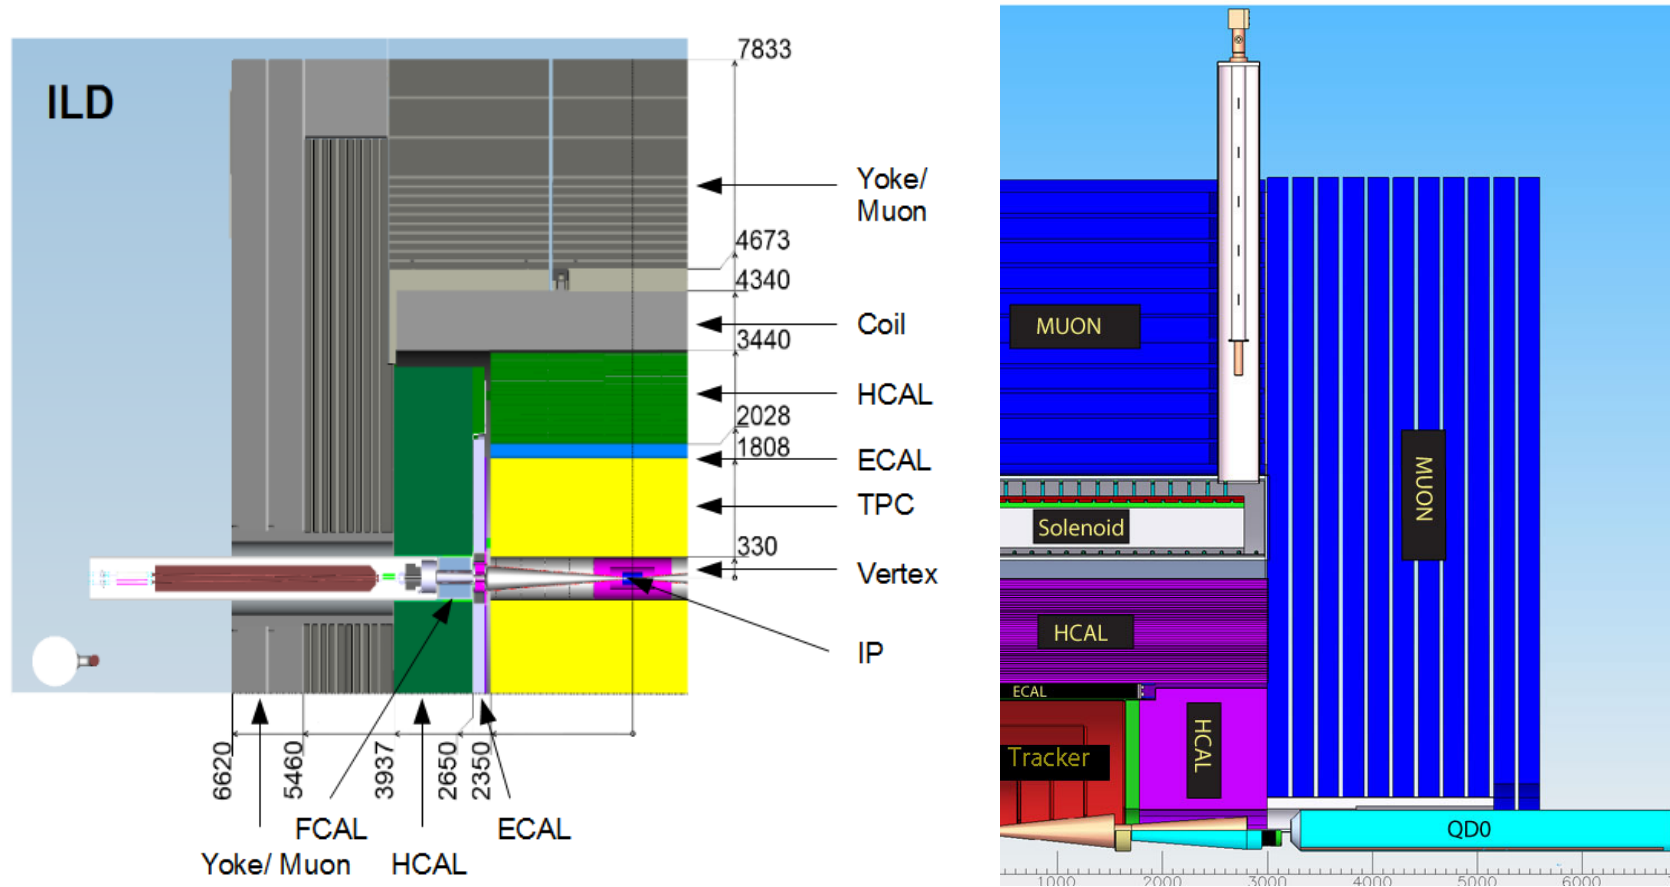 ILD
7833
Yoke/
Muon
4673
4340
Coil
3440
HCAL
2028
1808
ECAL
TPC
330
Vertex
IP
6620
5460
3937
2650
2350
FCAL
ECAL
Yoke/ Muon
HCAL
MUON
MUON
Solenoid
HCAL
ECAL
HCAL
Tracker
QD0
1000
2000
3000
4000
5000
6000